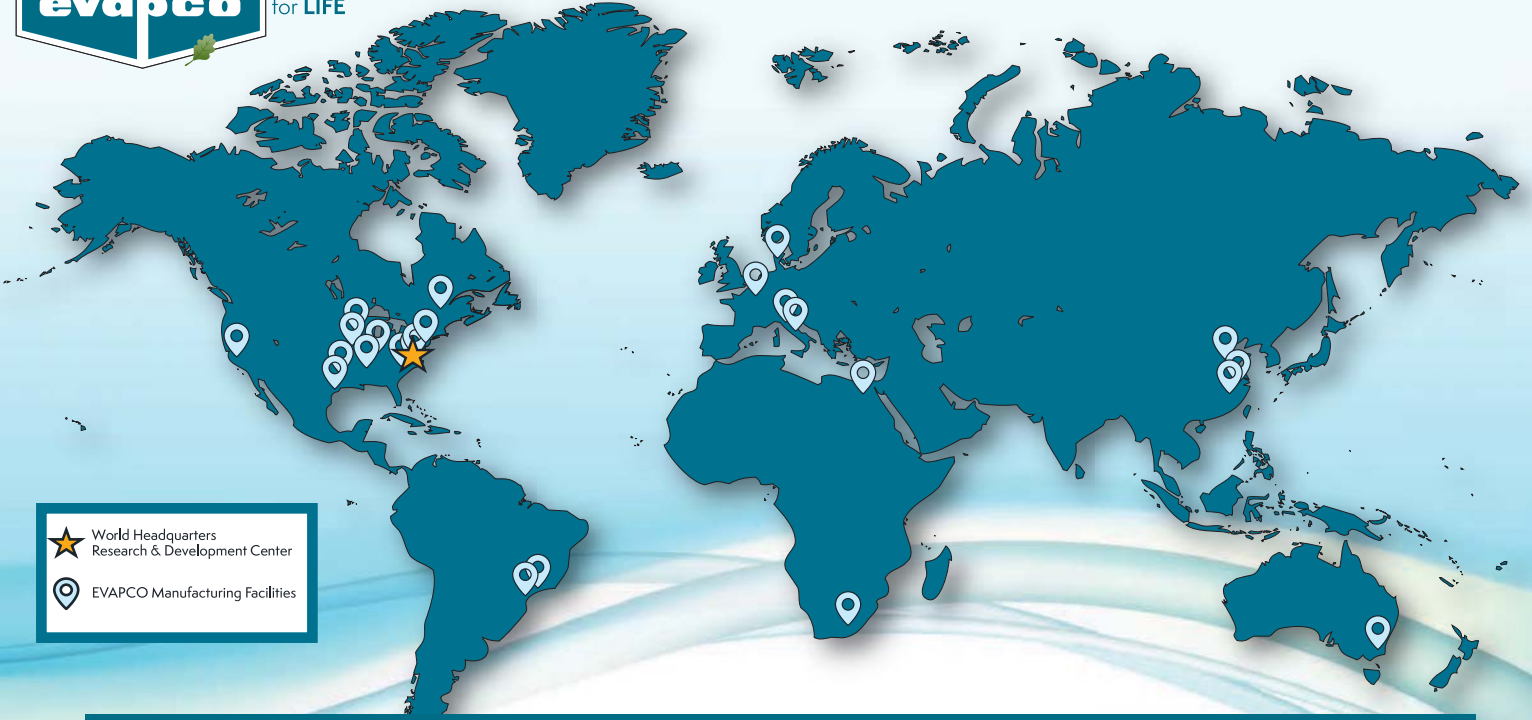 evapco
for LIFE
World Headquarters
Research & Development Center
EVAPCO Manufacturing Facilities